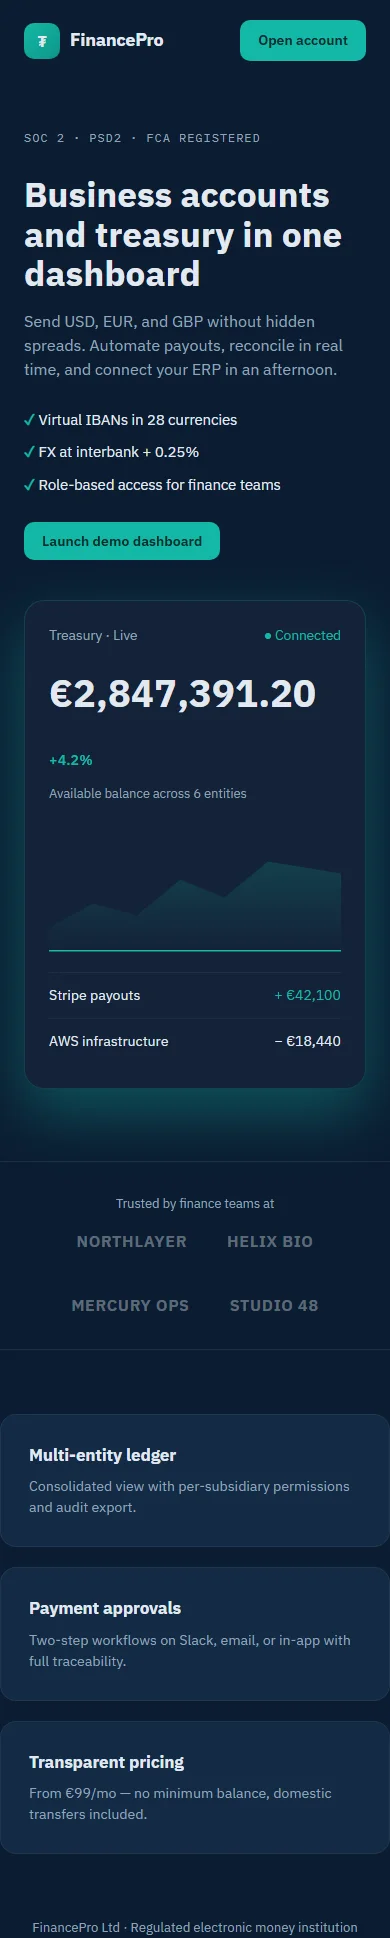 ₮ FinancePro Open account
SOC 2 · PSD2 · FCA REGISTERED
Business accounts
and treasury in one
dashboard
Send USD, EUR, and GBP without hidden
spreads. Automate payouts, reconcile in real
time, and connect your ERP in an afternoon.
✓ Virtual IBANs in 28 currencies
✓ FX at interbank + 0.25%
✓ Role-based access for finance teams
Launch demo dashboard
Treasury · Live ● Connected
€2,847,391.20
+4.2%
Available balance across 6 entities
Stripe payouts + €42,100
AWS infrastructure − €18,440
Trusted by finance teams at
NORTHLAYER HELIX BIO
MERCURY OPS STUDIO 48
Multi-entity ledger
Consolidated view with per-subsidiary permissions
and audit export.
Payment approvals
Two-step workflows on Slack, email, or in-app with
full traceability.
Transparent pricing
From €99/mo — no minimum balance, domestic
transfers included.
FinancePro Ltd · Regulated electronic money institution